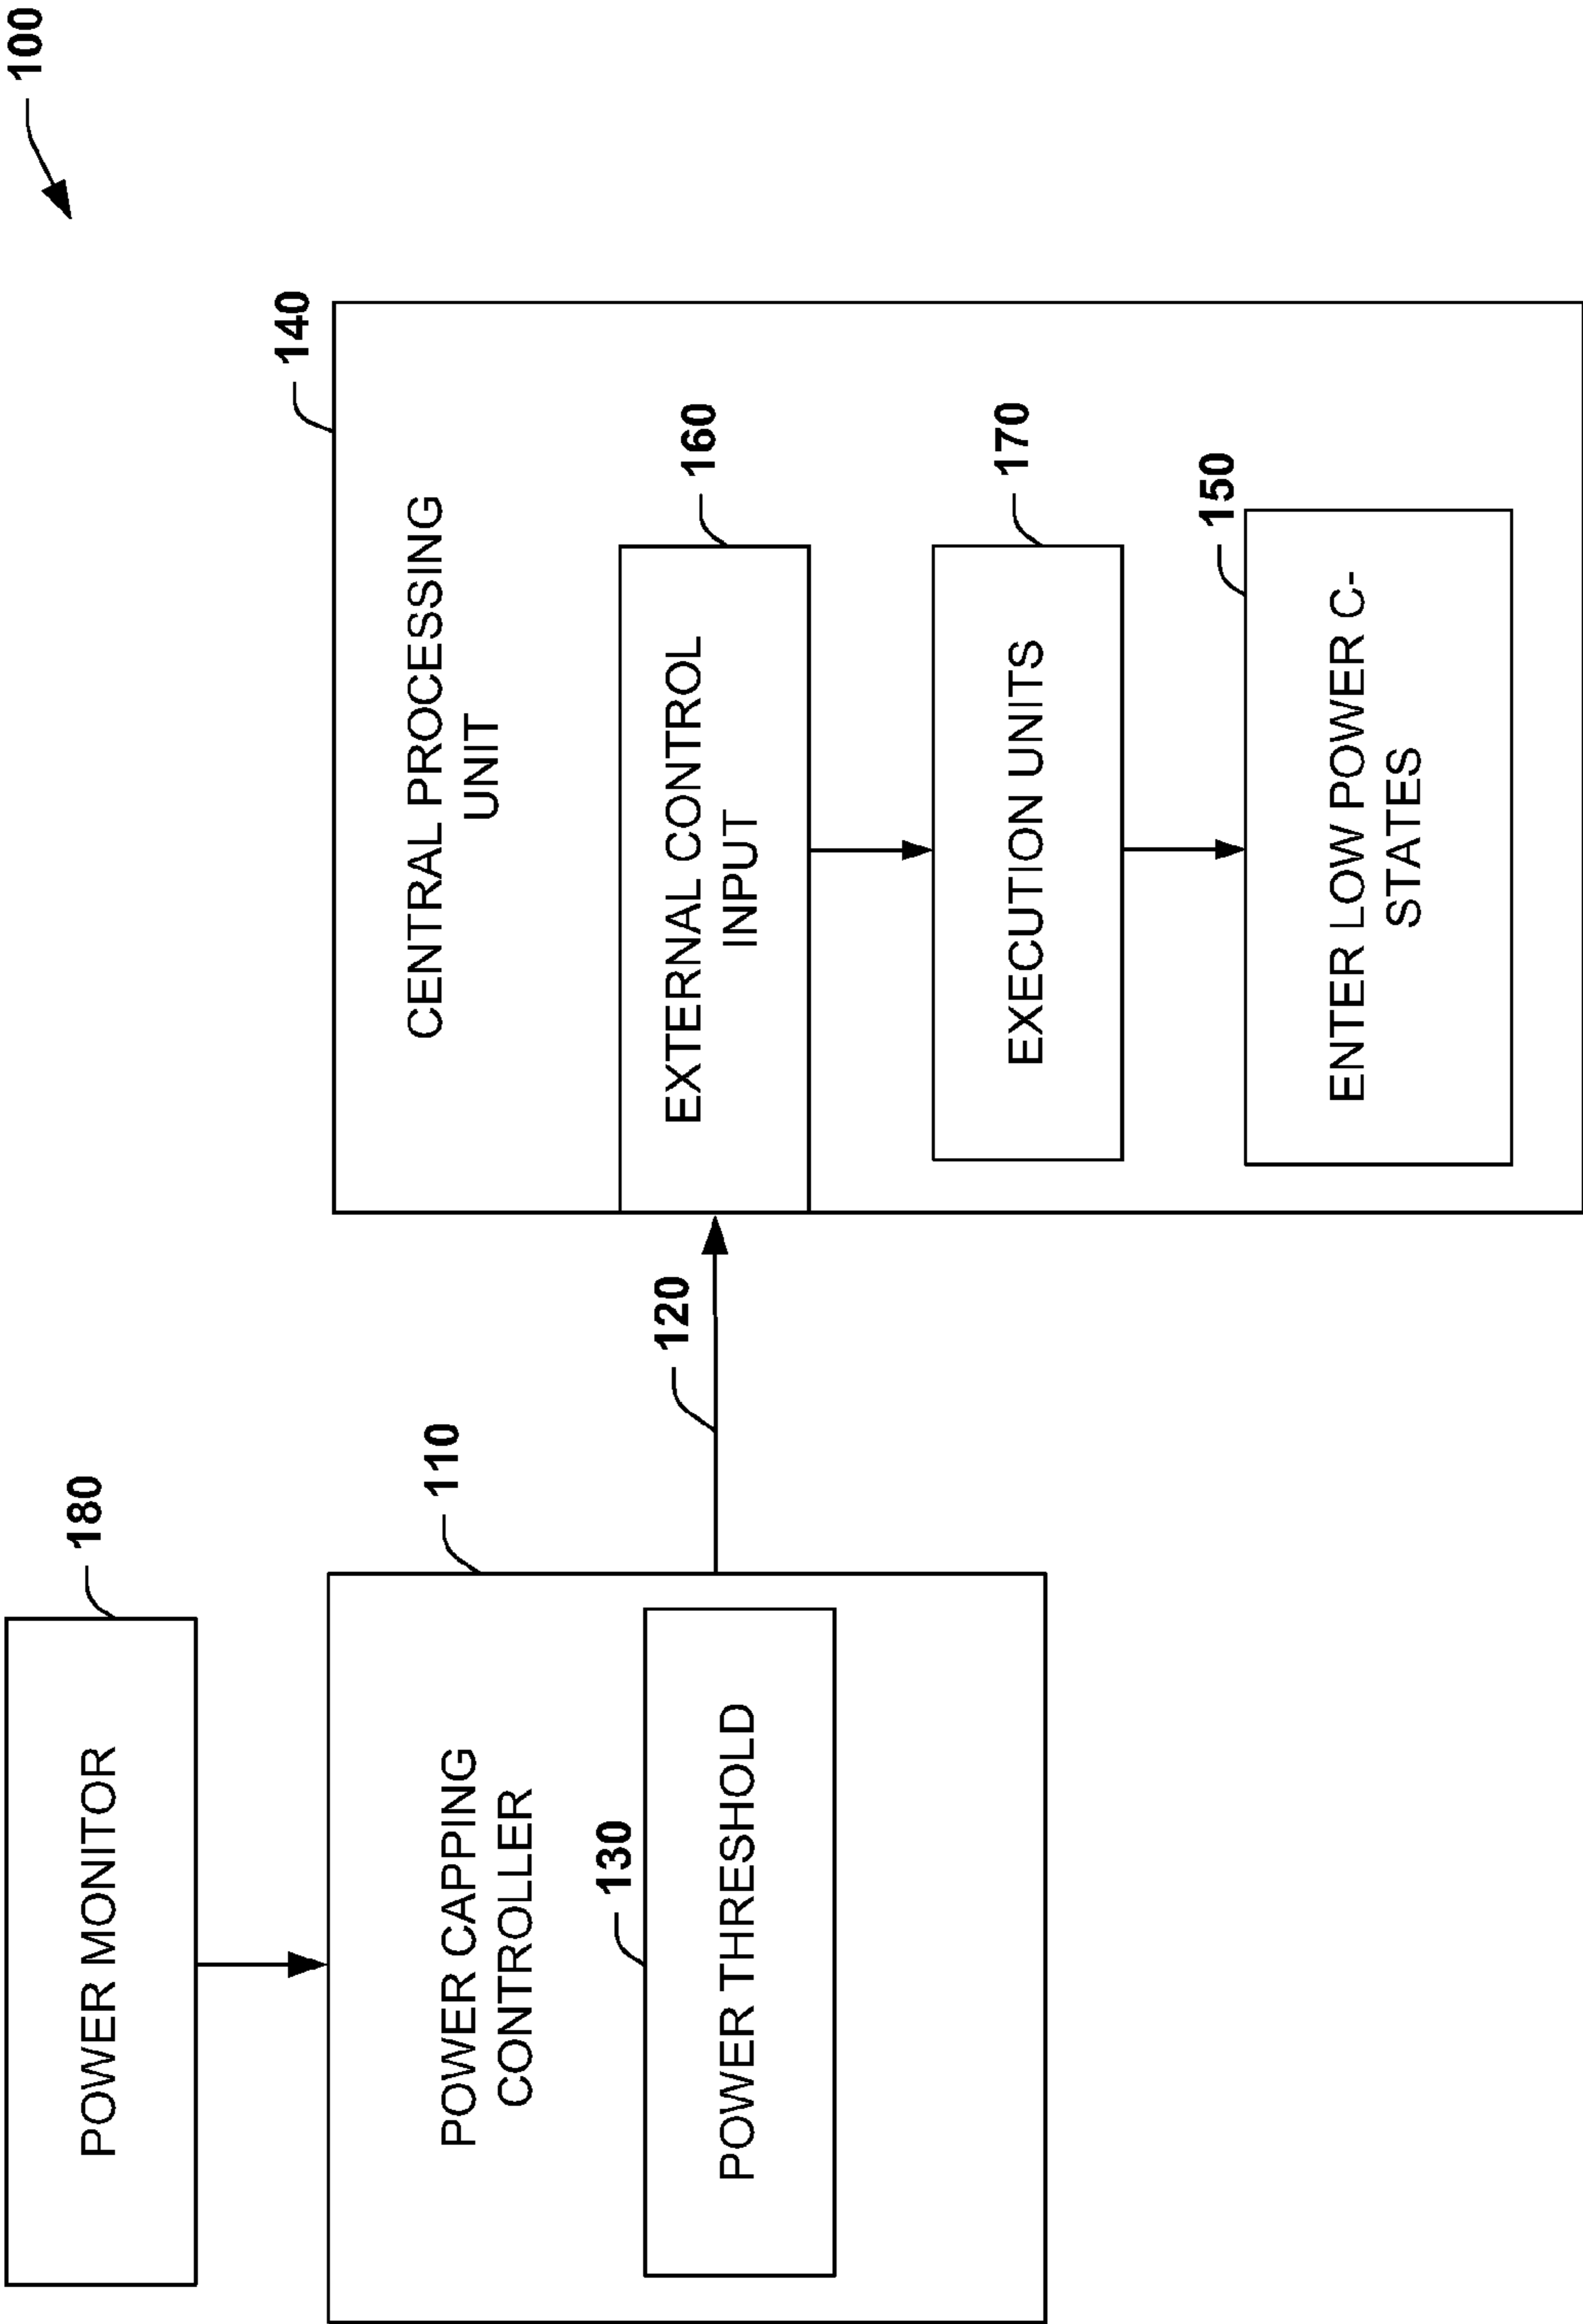 100
180
POWER MONITOR
110
POWER CAPPING
CONTROLLER
130
POWER THRESHOLD
120
140
CENTRAL PROCESSING
UNIT
160
EXTERNAL CONTROL
INPUT
170
EXECUTION UNITS
150
ENTER LOW POWER C-
STATES